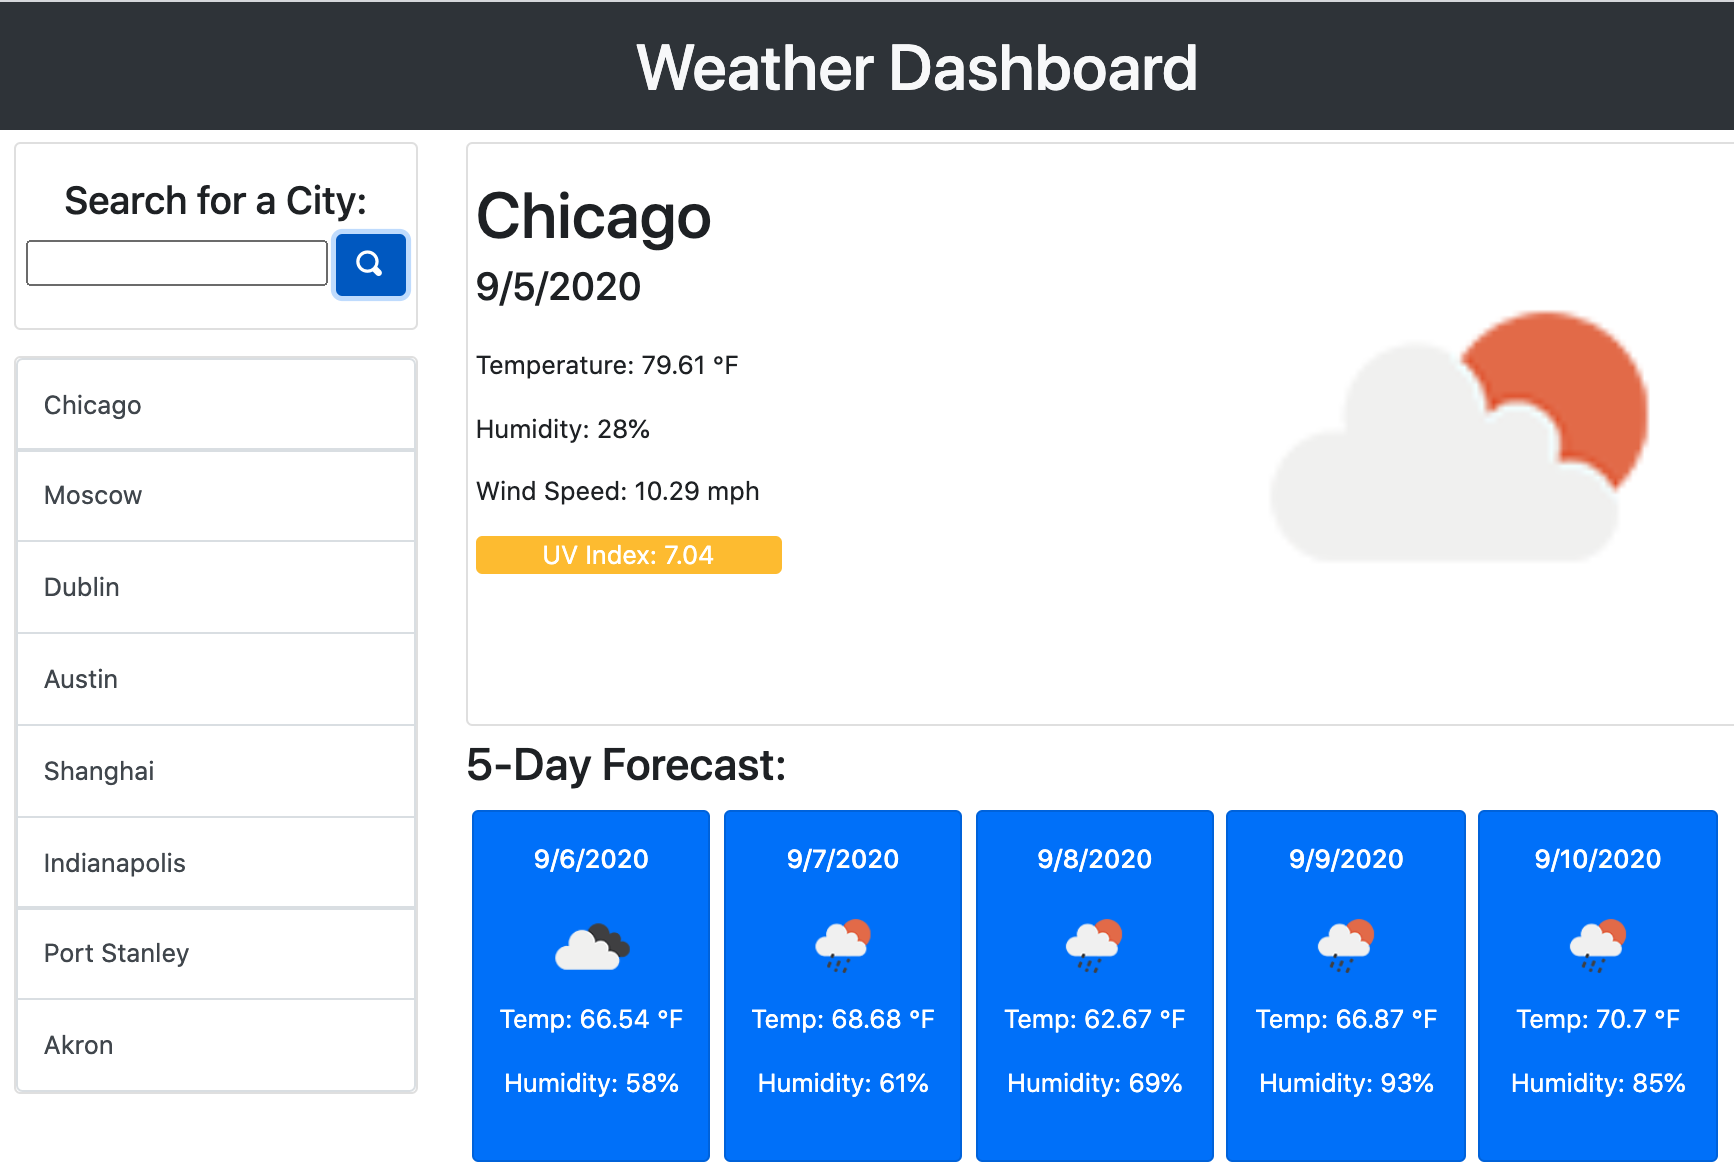 Weather Dashboard
Search for a City:
Chicago
Moscow
Dublin
Austin
Shanghai
Indianapolis
Port Stanley
Akron
Chicago
9/5/2020
Temperature: 79.61 °F
Humidity: 28%
Wind Speed: 10.29 mph
UV Index: 7.04
5-Day Forecast:
9/6/2020
Temp: 66.54 °F
Humidity: 58%
9/7/2020
Temp: 68.68 °F
Humidity: 61%
9/8/2020
Temp: 62.67 °F
Humidity: 69%
9/9/2020
Temp: 66.87 °F
Humidity: 93%
9/10/2020
Temp: 70.7 °F
Humidity: 85%